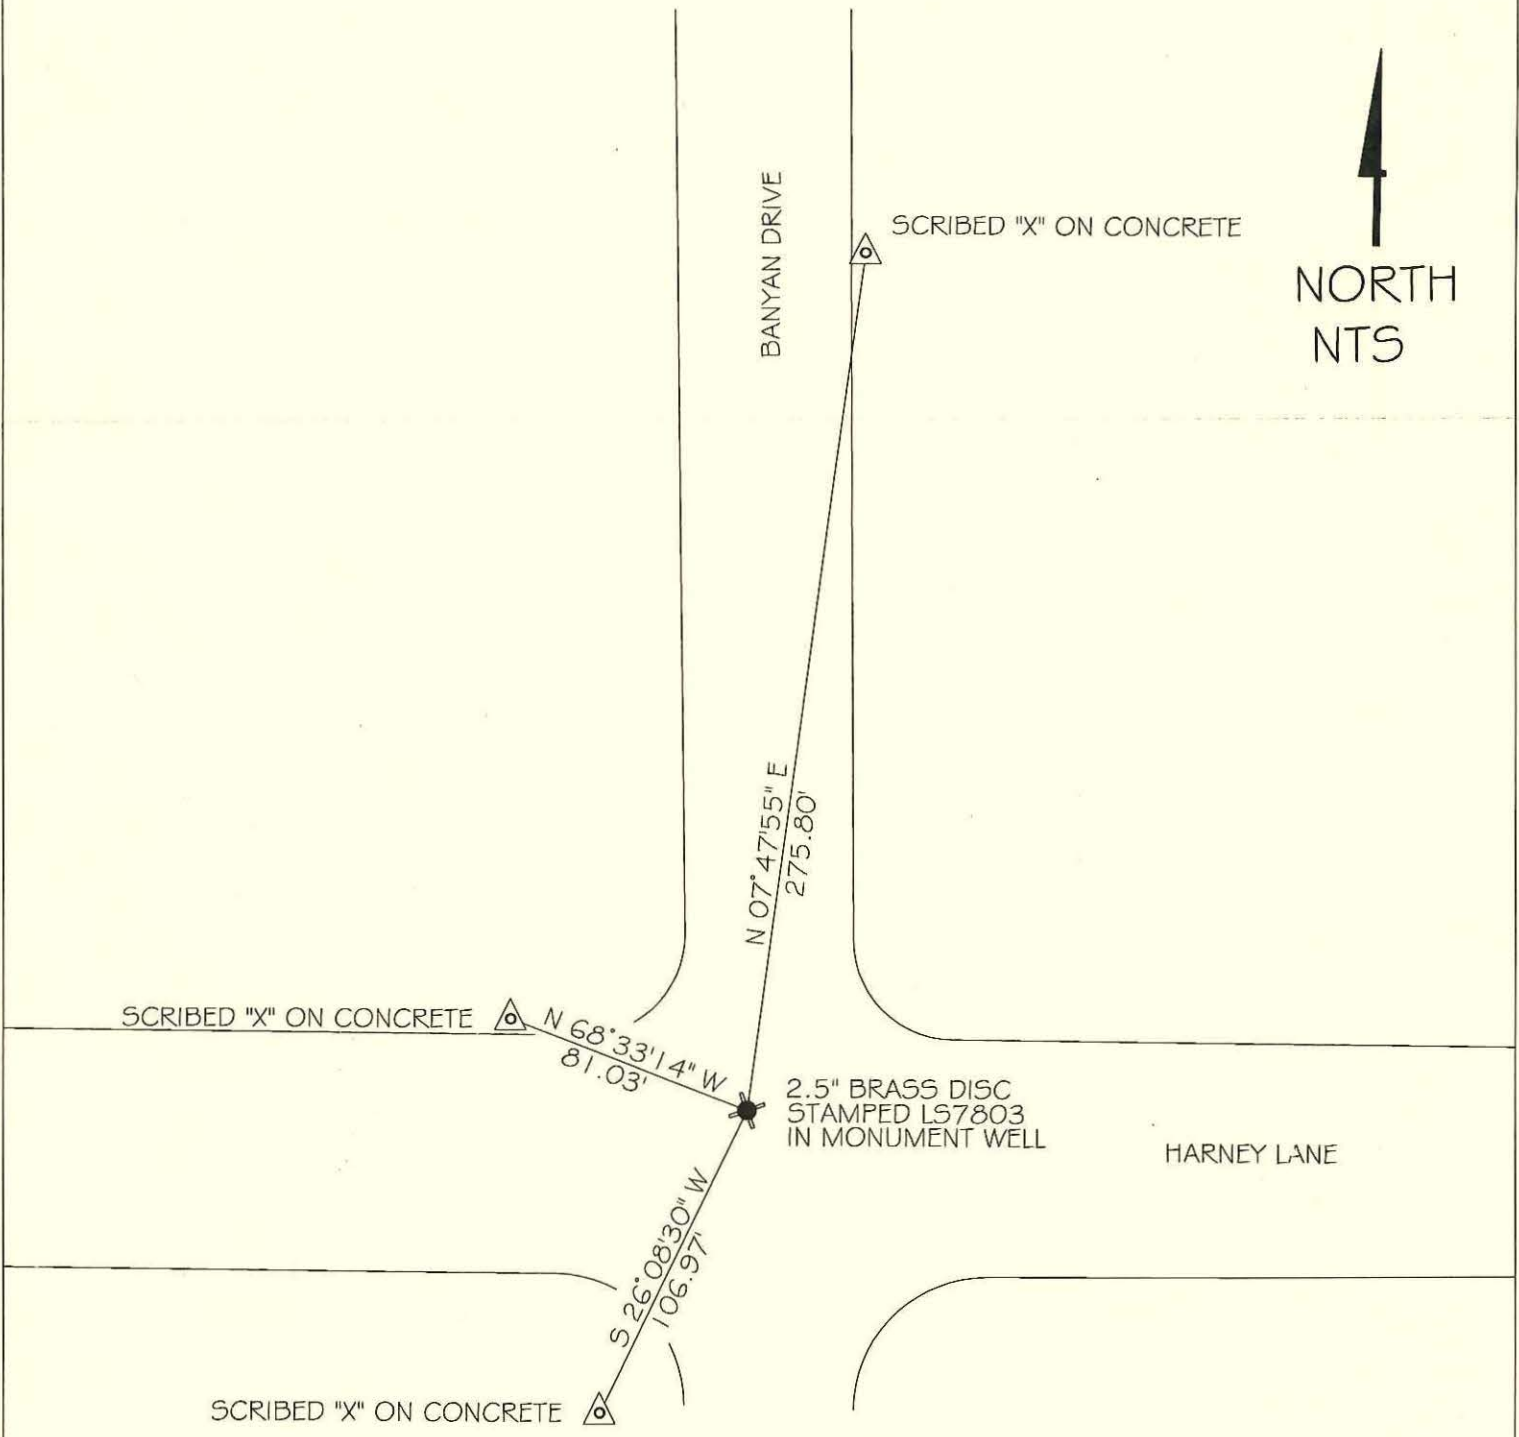 BANYAN DRIVE
SCRIBED "X" ON CONCRETE
NORTH
NTS
N 07°47'55" E
275.80'
SCRIBED "X" ON CONCRETE
N 68°33'14" W
81.03'
2.5" BRASS DISC
STAMPED LS7803
IN MONUMENT WELL
HARNEY LANE
S 26°08'30" W
106.97'
SCRIBED "X" ON CONCRETE